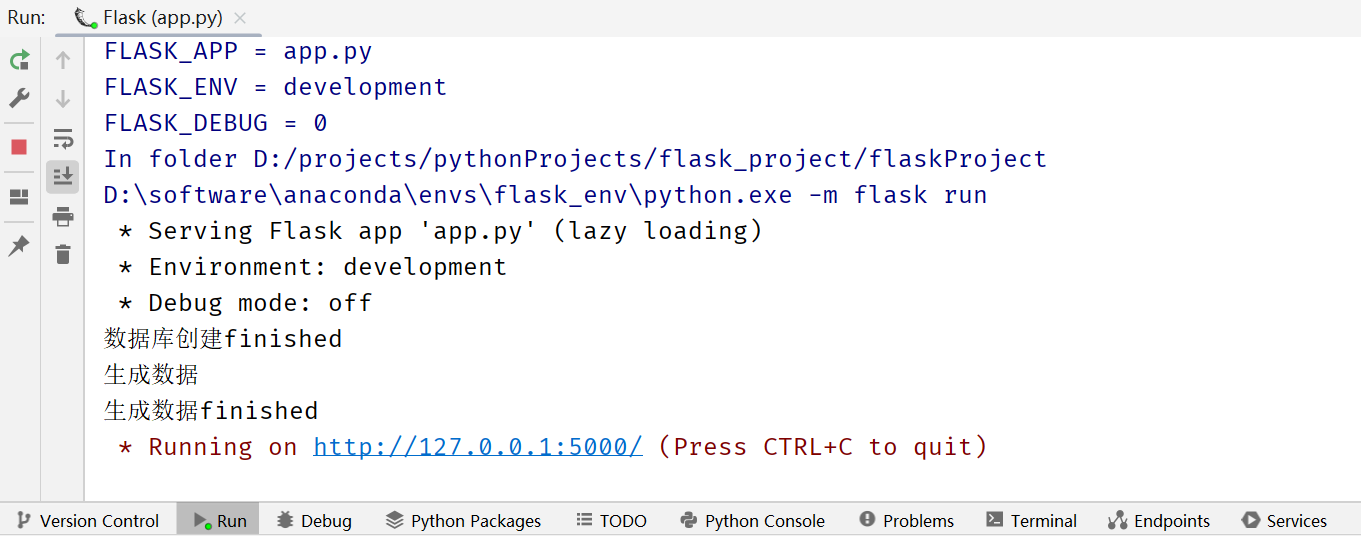 Run: Flask (app.py)
FLASK_APP = app.py
FLASK_ENV = development
FLASK_DEBUG = 0
In folder D:/projects/pythonProjects/flask_project/flaskProject
D:\software\anaconda\envs\flask_env\python.exe -m flask run
* Serving Flask app 'app.py' (lazy loading)
* Environment: development
* Debug mode: off
数据库创建finished
生成数据
生成数据finished
* Running on http://127.0.0.1:5000/ (Press CTRL+C to quit)
Version Control Run Debug Python Packages TODO Python Console Problems Terminal Endpoints Services